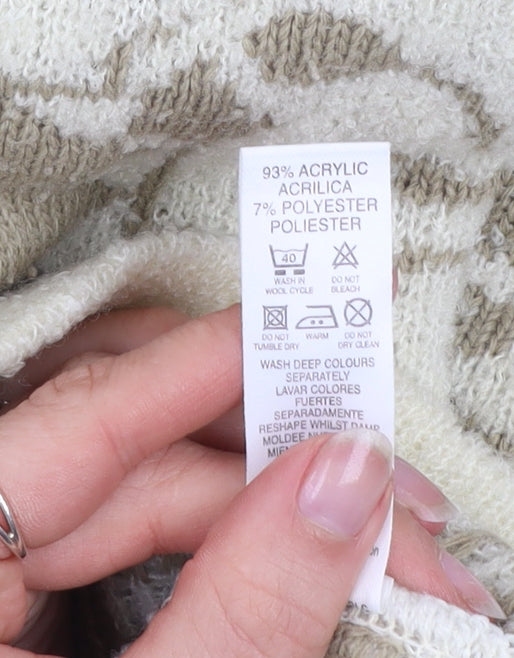 93% ACRYLIC
ACRILICA
7% POLYESTER
POLIESTER
40
WASH IN
WOOL CYCLE
DO NOT
BLEACH
DO NOT
TUMBLE DRY
WARM
DO NOT
DRY CLEAN
WASH DEEP COLOURS
SEPARATELY
LAVAR COLORES
FUERTES
SEPARADAMENTE
RESHAPE WHILST DAMP
MOLDEE